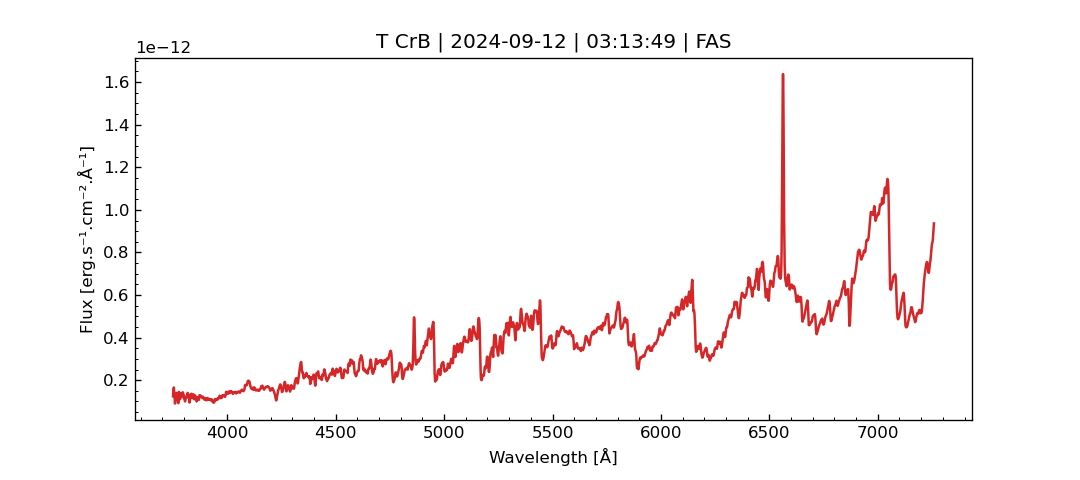 T CrB | 2024-09-12 | 03:13:49 | FAS
1e−12
1.6
1.4
1.2
1.0
0.8
0.6
0.4
0.2
Flux [erg.s⁻¹.cm⁻².Å⁻¹]
4000 4500 5000 5500 6000 6500 7000
Wavelength [Å]